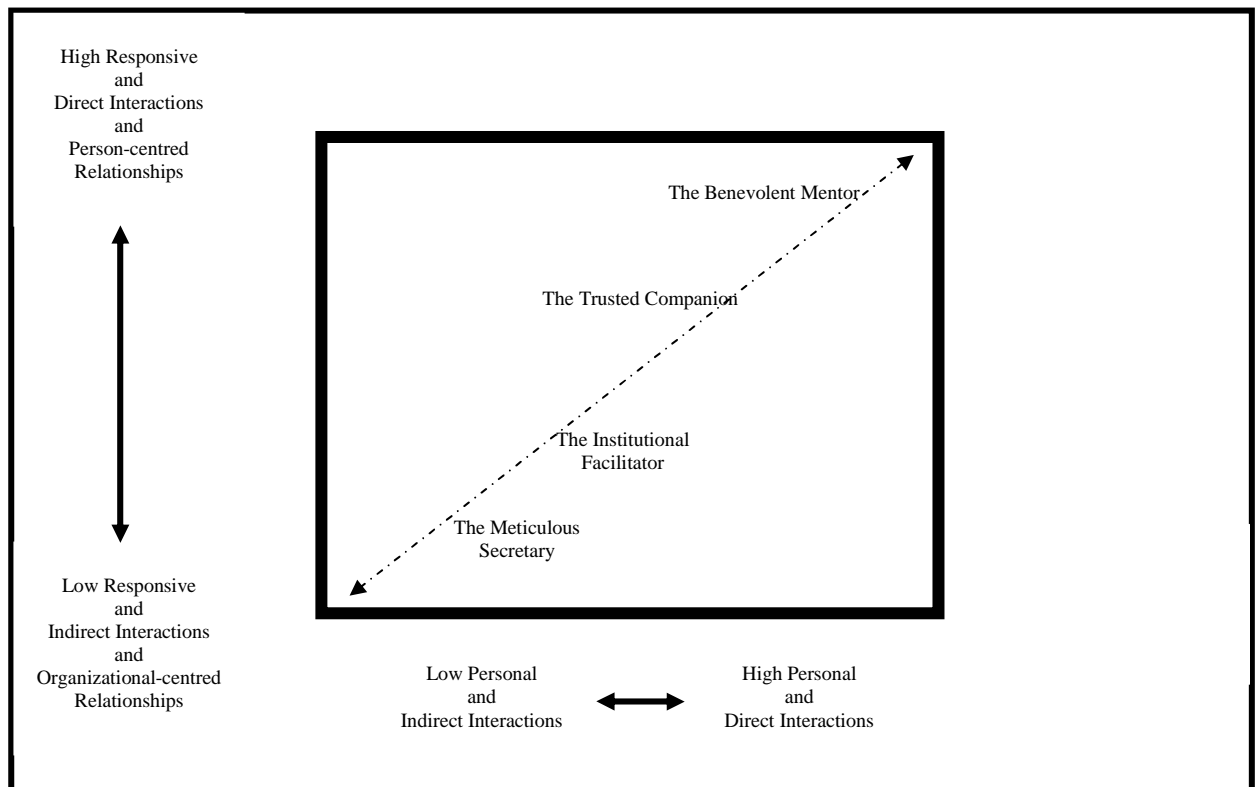 High Responsive
and
Direct Interactions
and
Person-centred
Relationships
The Benevolent Mentor
The Trusted Companion
The Institutional
Facilitator
The Meticulous
Secretary
Low Responsive
and
Indirect Interactions
and
Organizational-centred
Relationships
Low Personal
and
Indirect Interactions
High Personal
and
Direct Interactions